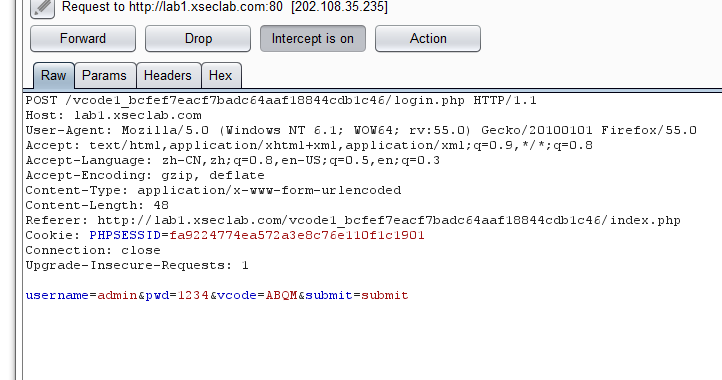 Request to http://lab1.xseclab.com:80 [202.108.35.235]
Forward Drop Intercept is on Action
Raw Params Headers Hex
POST /vcode1_bcfef7eacf7badc64aaf18844cdb1c46/login.php HTTP/1.1
Host: lab1.xseclab.com
User-Agent: Mozilla/5.0 (Windows NT 6.1; WOW64; rv:55.0) Gecko/20100101 Firefox/55.0
Accept: text/html,application/xhtml+xml,application/xml;q=0.9,*/*;q=0.8
Accept-Language: zh-CN,zh;q=0.8,en-US;q=0.5,en;q=0.3
Accept-Encoding: gzip, deflate
Content-Type: application/x-www-form-urlencoded
Content-Length: 48
Referer: http://lab1.xseclab.com/vcode1_bcfef7eacf7badc64aaf18844cdb1c46/index.php
Cookie: PHPSESSID=fa9224774ea572a3e8c76e110f1c1901
Connection: close
Upgrade-Insecure-Requests: 1
username=admin&pwd=1234&vcode=ABQM&submit=submit